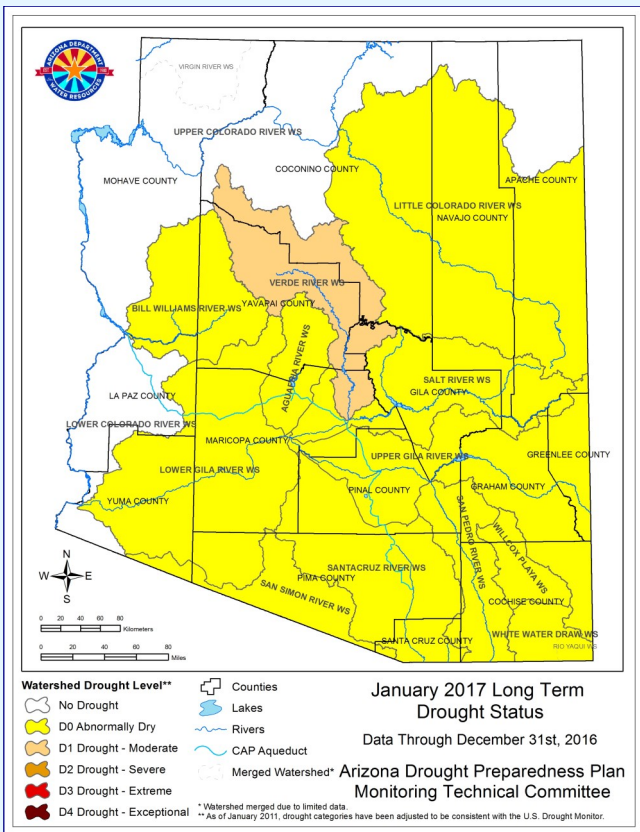 ARIZONA DEPARTMENT
WATER RESOURCES
VIRGIN RIVER WS
UPPER COLORADO RIVER WS
COCONINO COUNTY
MOHAVE COUNTY
APACHE COUNTY
LITTLE COLORADO RIVER WS
NAVAJO COUNTY
VERDE RIVER WS
YAVAPAI COUNTY
BILL WILLIAMS RIVER WS
AGUA FRIA RIVER WS
SALT RIVER WS
GILA COUNTY
LA PAZ COUNTY
LOWER COLORADO RIVER WS
MARICOPA COUNTY
UPPER GILA RIVER WS
GREENLEE COUNTY
LOWER GILA RIVER WS
PINAL COUNTY
GRAHAM COUNTY
YUMA COUNTY
SAN PEDRO RIVER WS
WILLCOX PLAYA WS
SANTACRUZ RIVER WS
PIMA COUNTY
SAN SIMON RIVER WS
COCHISE COUNTY
SANTA CRUZ COUNTY
WHITE WATER DRAW WS
RIO YAQUI WS
N
W E
S
0 20 40 60 80
Kilometers
0 20 40 60 80
Miles
Watershed Drought Level**
No Drought
D0 Abnormally Dry
D1 Drought - Moderate
D2 Drought - Severe
D3 Drought - Extreme
D4 Drought - Exceptional
Counties
Lakes
Rivers
CAP Aqueduct
Merged Watershed*
* Watershed merged due to limited data.
** As of January 2011, drought categories have been adjusted to be consistent with the U.S. Drought Monitor.
January 2017 Long Term
Drought Status
Data Through December 31st, 2016
Arizona Drought Preparedness Plan
Monitoring Technical Committee